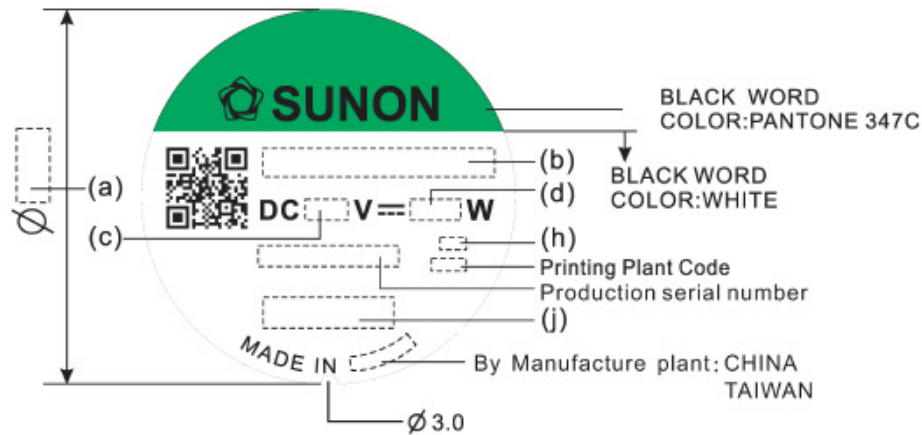 SUNON
BLACK WORD
COLOR:PANTONE 347C
(b)
BLACK WORD
COLOR:WHITE
(a)
(d)
DC V W
(c)
(h)
Printing Plant Code
Production serial number
(j)
MADE IN
By Manufacture plant: CHINA
TAIWAN
Ø
Ø 3.0